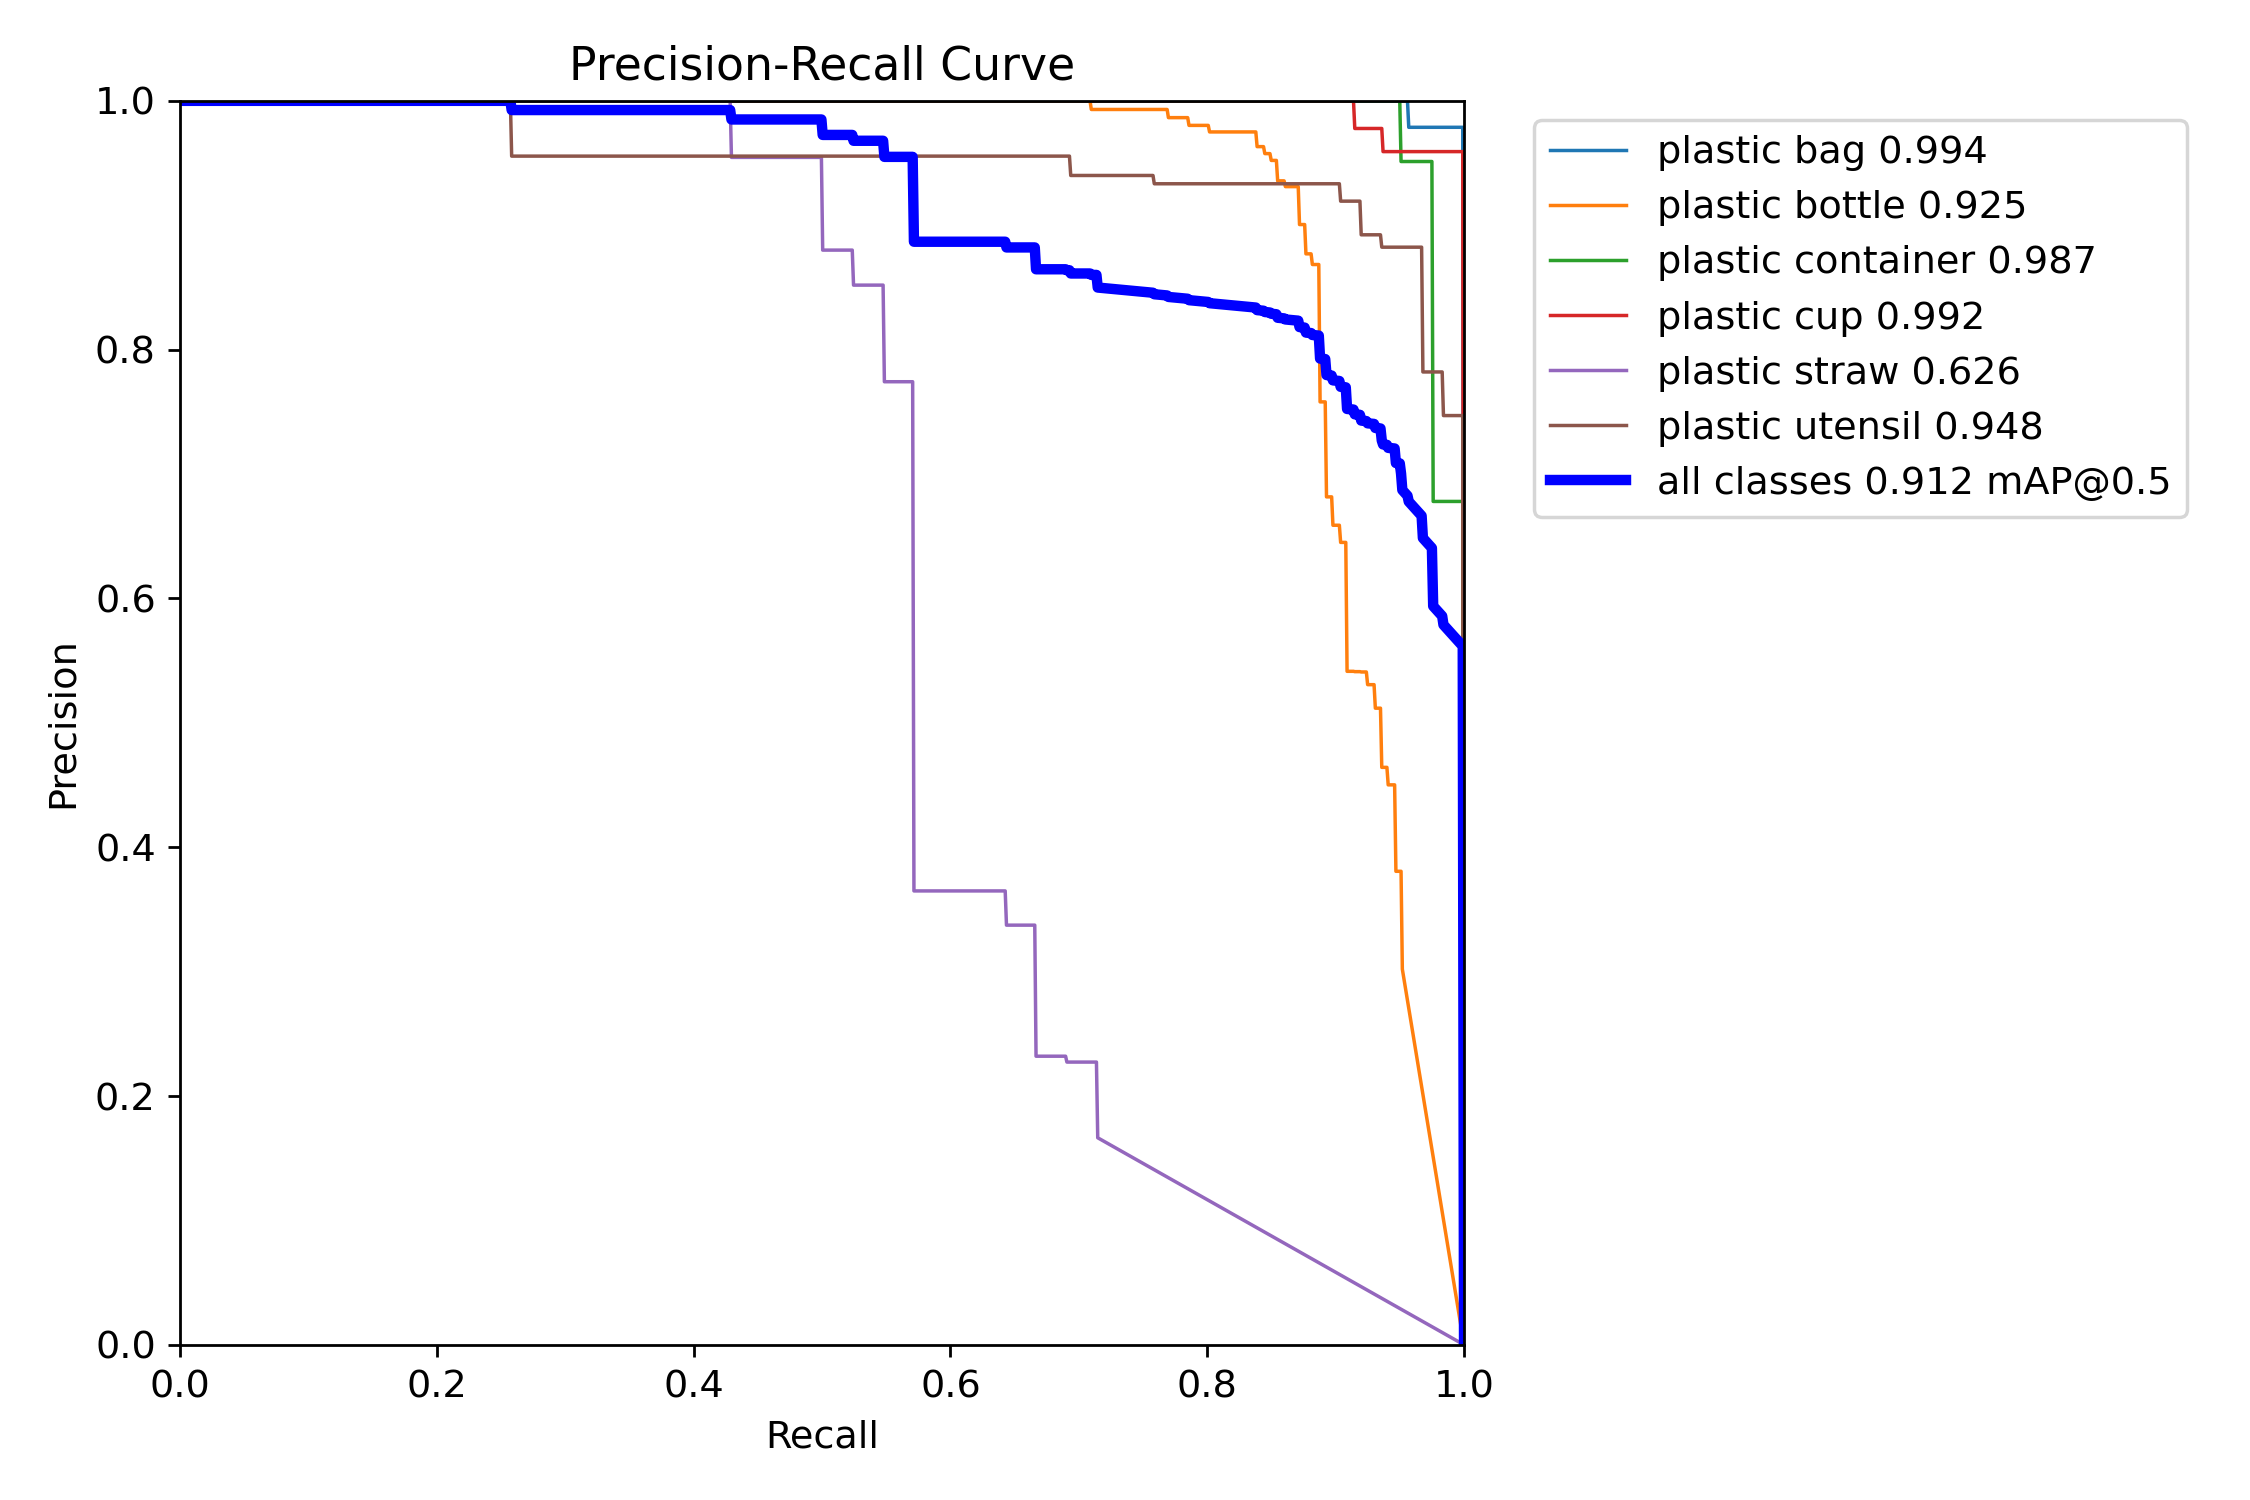 Precision-Recall Curve
1.0
0.8
0.6
0.4
0.2
0.0
Precision
0.0 0.2 0.4 0.6 0.8 1.0
Recall
plastic bag 0.994
plastic bottle 0.925
plastic container 0.987
plastic cup 0.992
plastic straw 0.626
plastic utensil 0.948
all classes 0.912 mAP@0.5